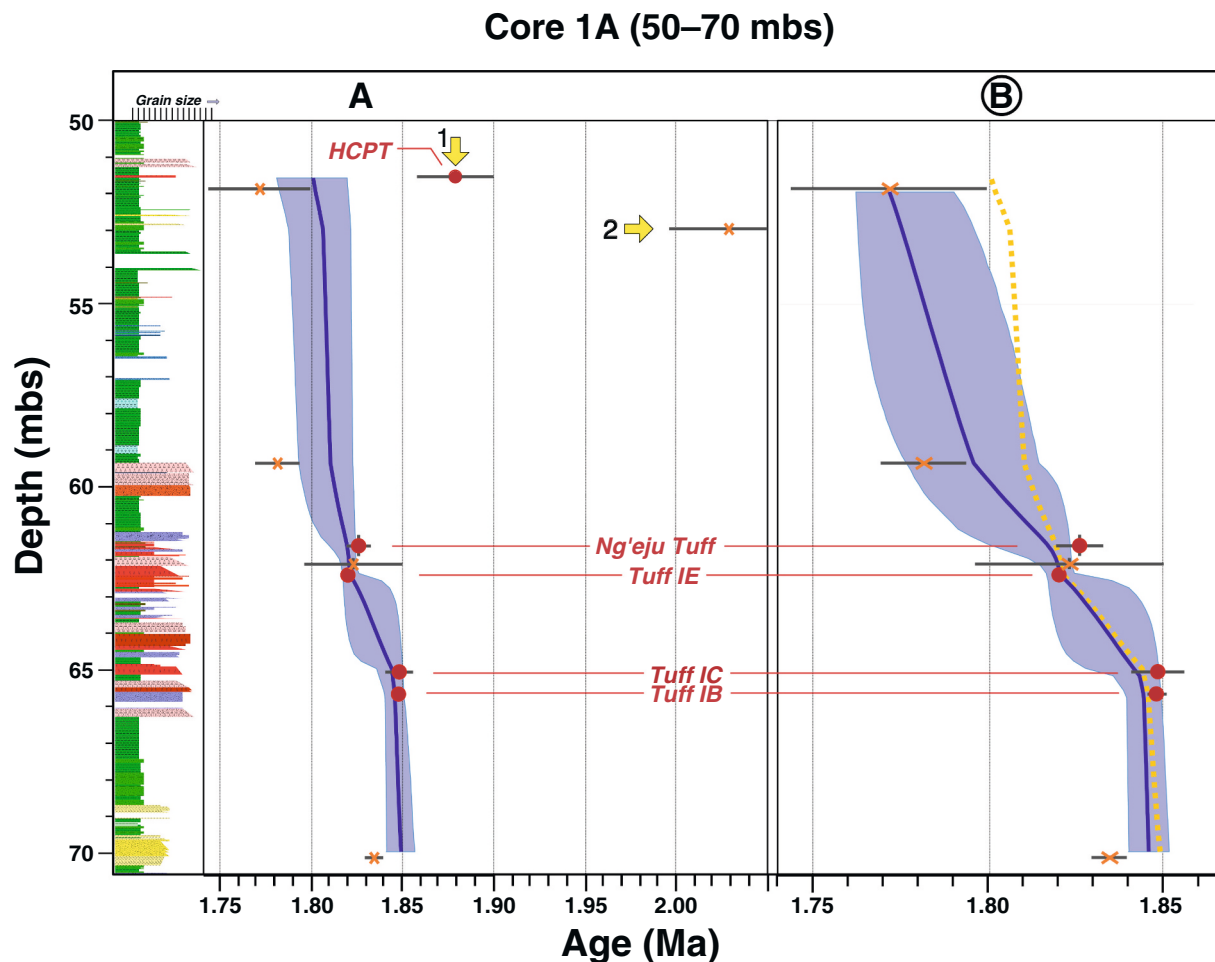 Core 1A (50–70 mbs)
Grain size
A
B
50
55
60
65
70
Depth (mbs)
1
HCPT
2
Ng'eju Tuff
Tuff IE
Tuff IC
Tuff IB
1.75 1.80 1.85 1.90 1.95 2.00
1.75 1.80 1.85
Age (Ma)